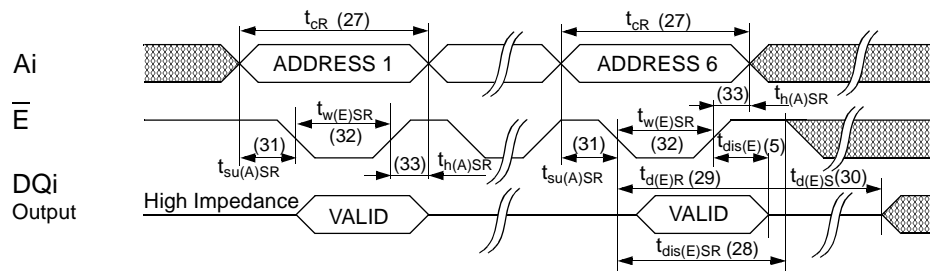 tcR (27) tcR (27)
Ai ADDRESS 1 ADDRESS 6
E tw(E)SR (33) th(A)SR tw(E)SR
(31) (32) (33) th(A)SR (31) (32) tdis(E) (5)
tsu(A)SR tsu(A)SR
DQi td(E)R (29) td(E)S(30)
Output High Impedance VALID VALID
tdis(E)SR (28)